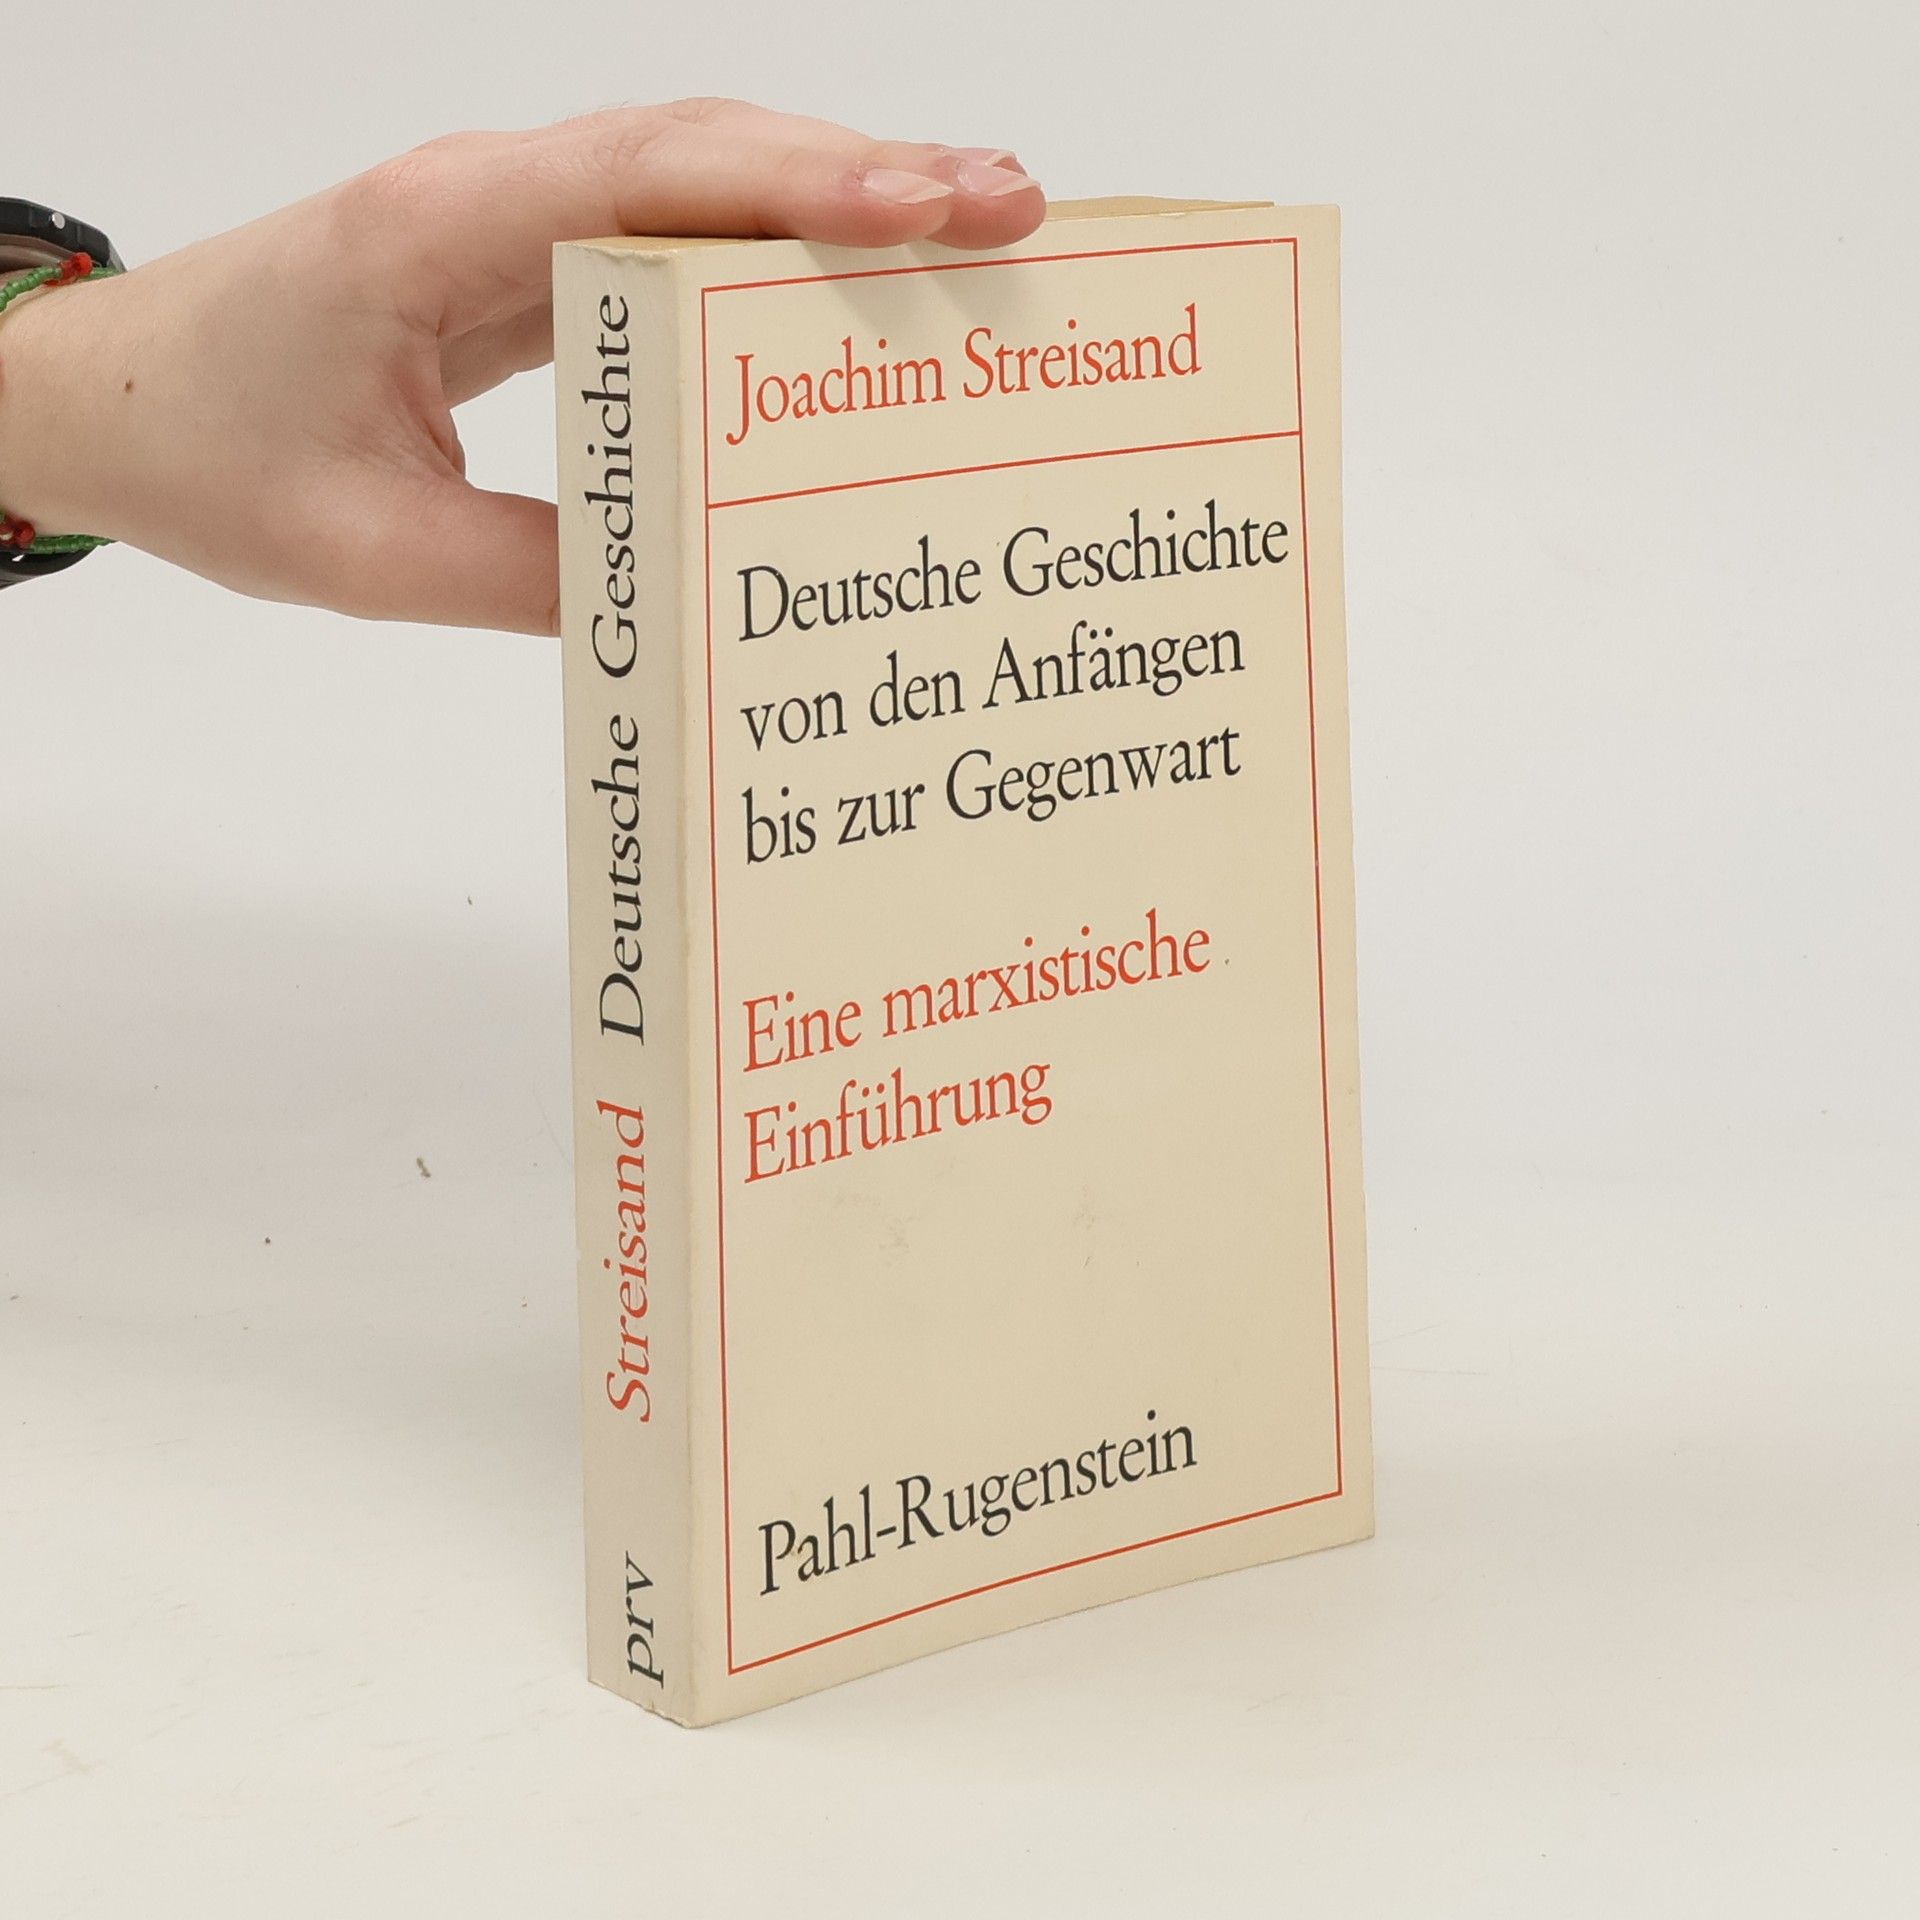 Joachim Streisand
Deutsche Geschichte
von den Anfängen
bis zur Gegenwart
Eine marxistische
Einführung
Pahl-Rugenstein
prv Streisand Deutsche Geschichte